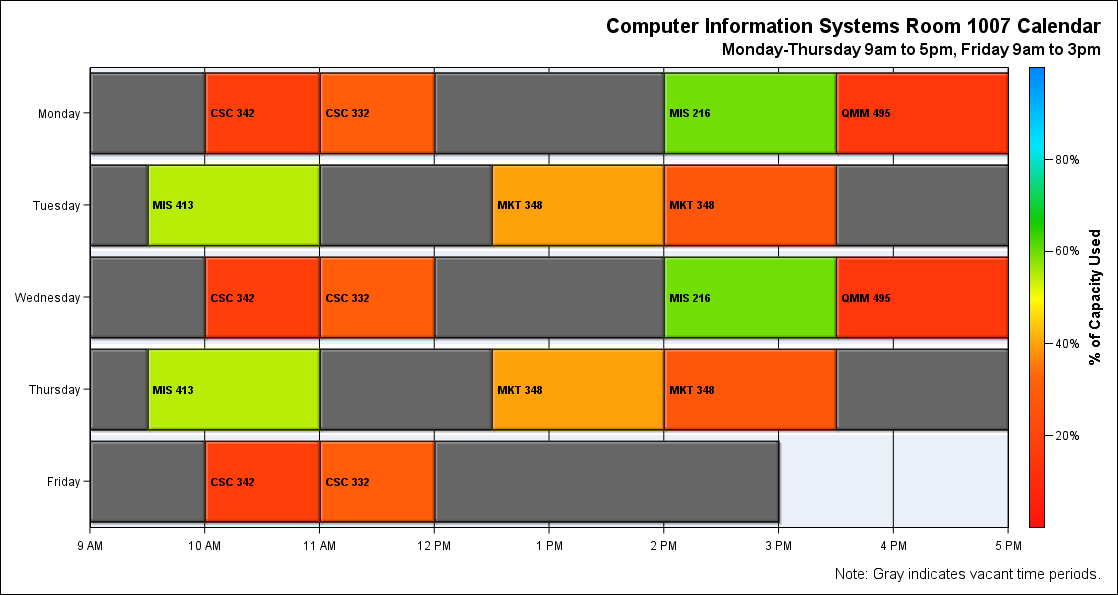 Computer Information Systems Room 1007 Calendar
Monday-Thursday 9am to 5pm, Friday 9am to 3pm
Monday CSC 342 CSC 332 MIS 216 QMM 495
80%
Tuesday MIS 413 MKT 348 MKT 348
60%
Wednesday CSC 342 CSC 332 MIS 216 QMM 495
40%
Thursday MIS 413 MKT 348 MKT 348
20%
Friday CSC 342 CSC 332
% of Capacity Used
9 AM 10 AM 11 AM 12 PM 1 PM 2 PM 3 PM 4 PM 5 PM
Note: Gray indicates vacant time periods.